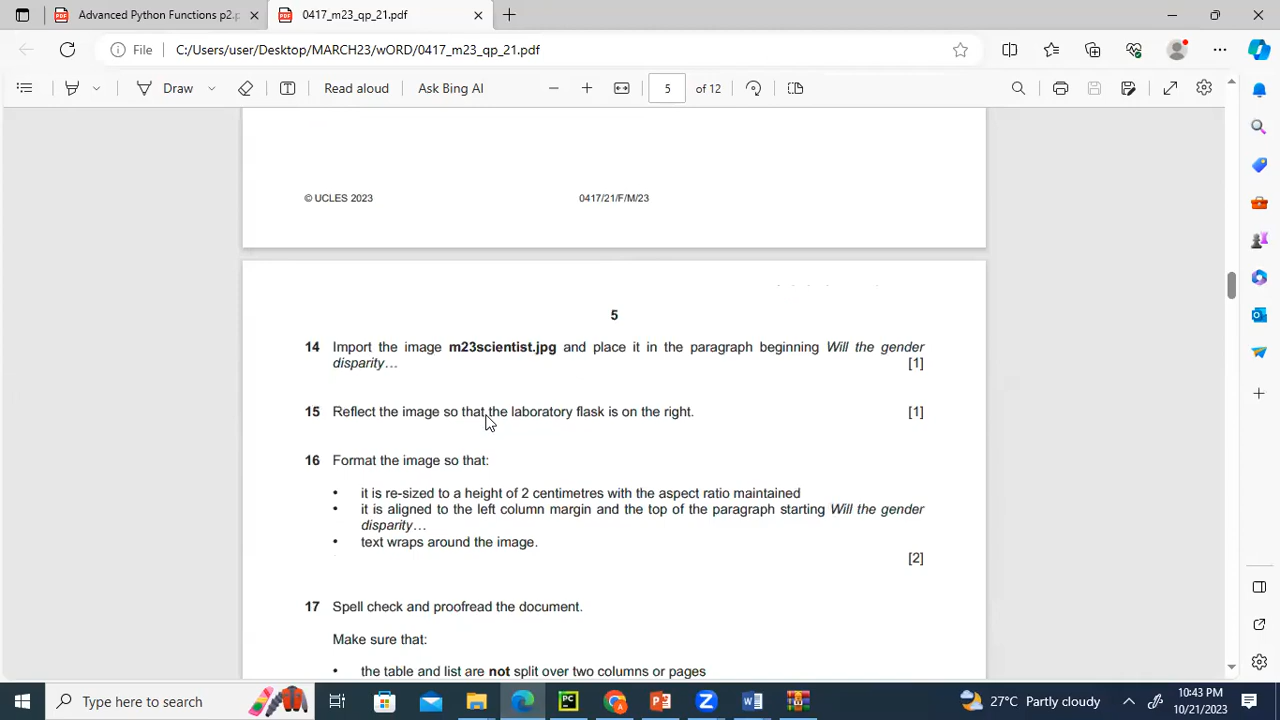 Advanced Python Functions p2.p
0417_m23_qp_21.pdf
File
C:/Users/user/Desktop/MARCH23/wORD/0417_m23_qp_21.pdf
Draw
Read aloud
Ask Bing AI
5
of 12
© UCLES 2023
0417/21/F/M/23
5
14 Import the image m23scientist.jpg and place it in the paragraph beginning Will the gender
disparity… [1]
15 Reflect the image so that the laboratory flask is on the right. [1]
16 Format the image so that:
• it is re-sized to a height of 2 centimetres with the aspect ratio maintained
• it is aligned to the left column margin and the top of the paragraph starting Will the gender
disparity…
• text wraps around the image.
[2]
17 Spell check and proofread the document.
Make sure that:
• the table and list are not split over two columns or pages
Type here to search
27°C Partly cloudy
10:43 PM
10/21/2023